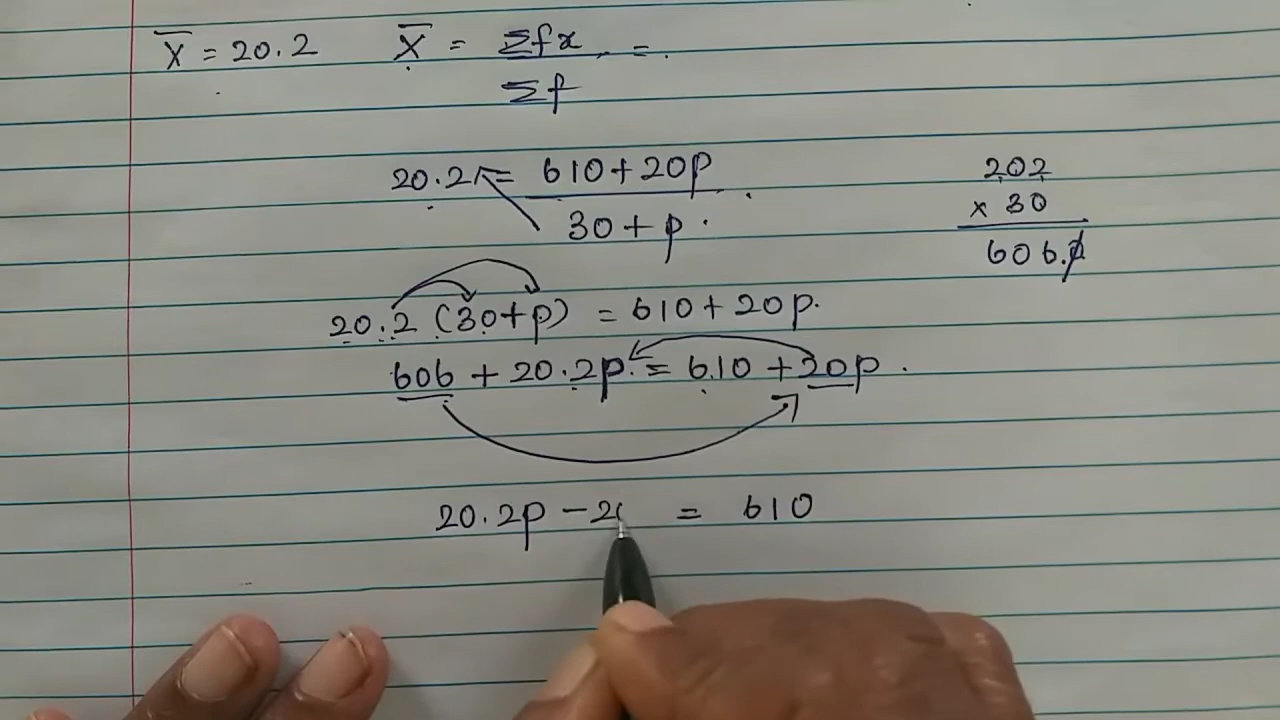 X̄ = 20.2 X̄ = Σfx = .
Σf
20.2 = 610+20p
30+p.
202
× 30
606.0
20.2 (30+p) = 610+20p.
606 + 20.2p = 610 +20p.
20.2p −20 = 610